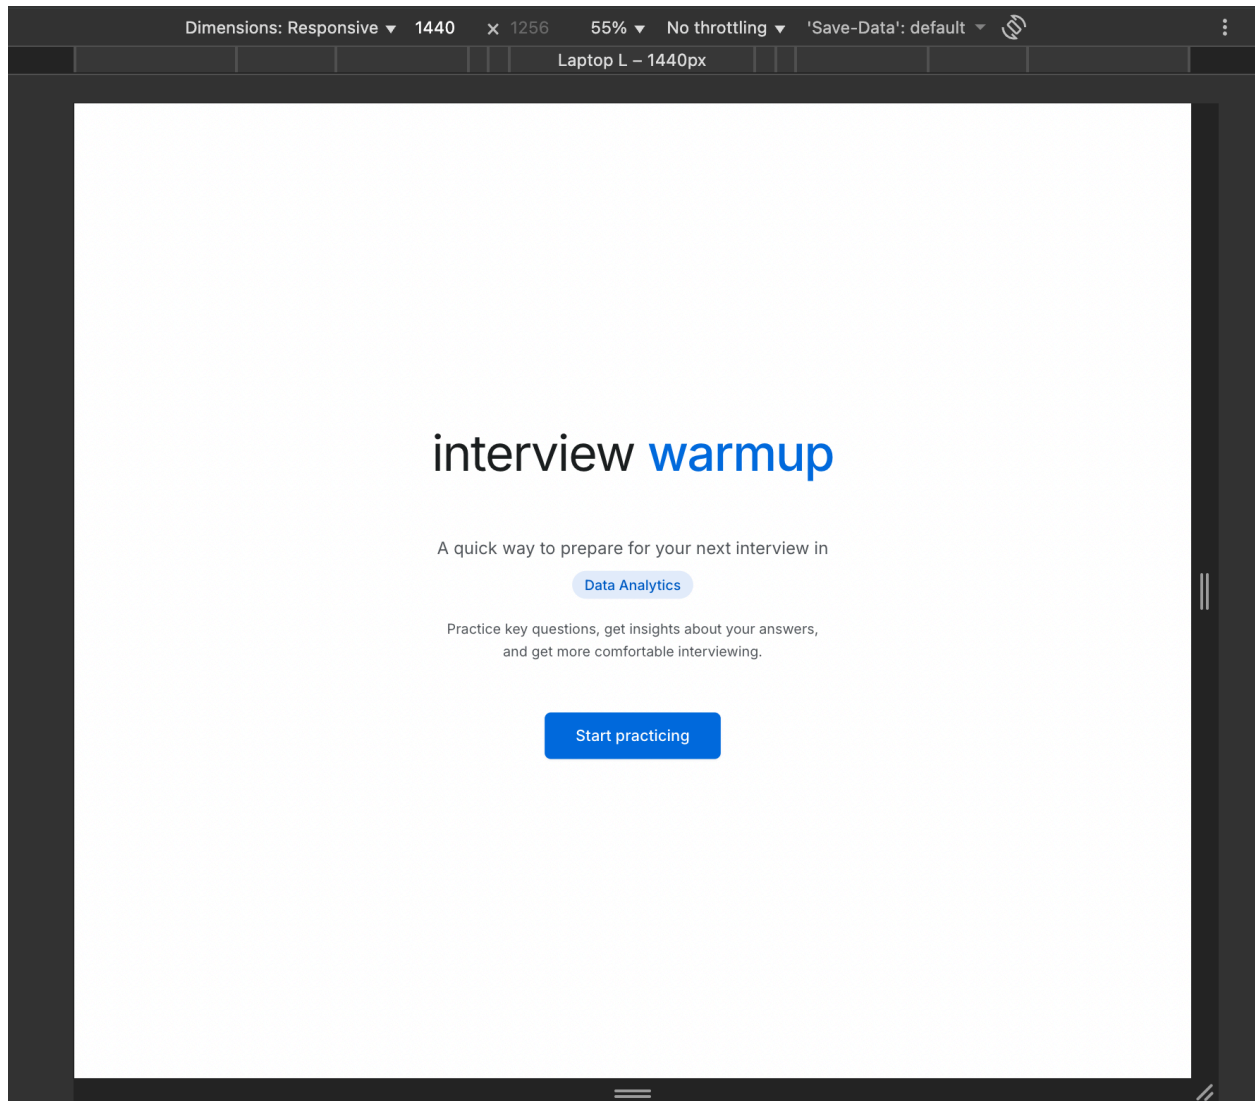 Dimensions: Responsive 1440 × 1256 55% No throttling 'Save-Data': default
Laptop L – 1440px
interview warmup
A quick way to prepare for your next interview in
Data Analytics
Practice key questions, get insights about your answers,
and get more comfortable interviewing.
Start practicing